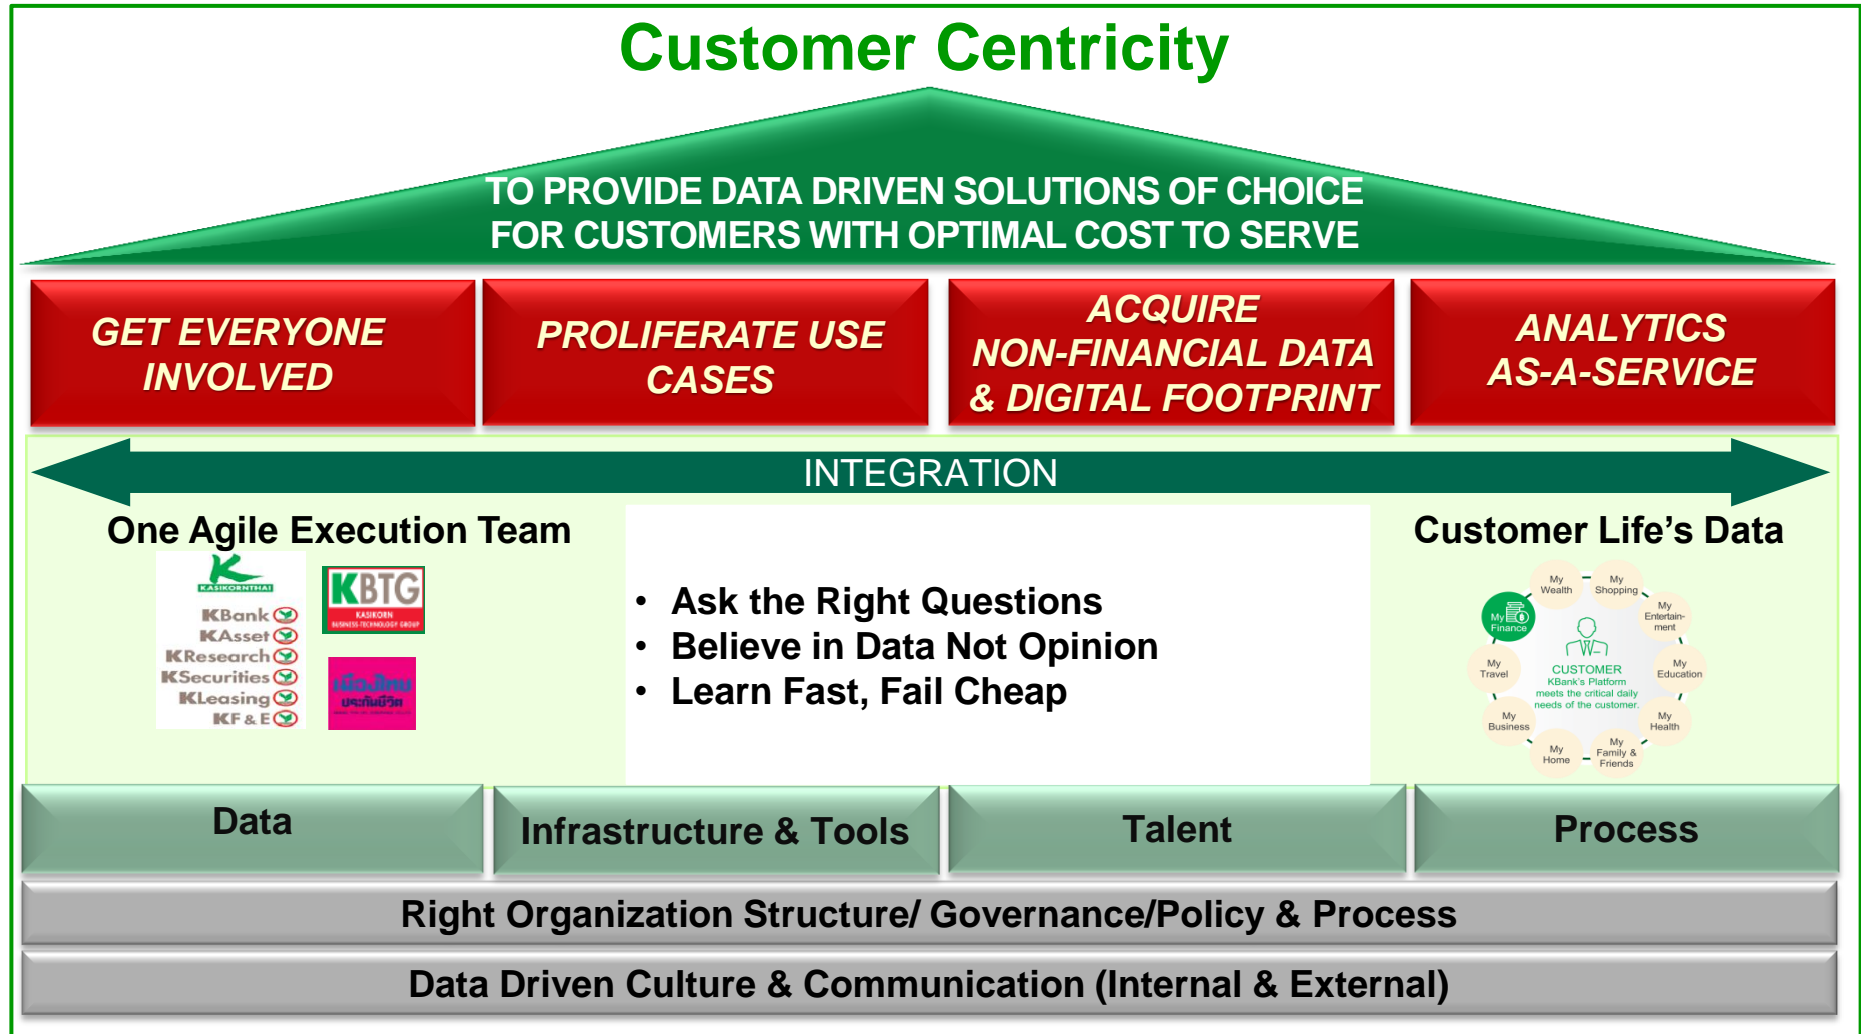 Customer Centricity
TO PROVIDE DATA DRIVEN SOLUTIONS OF CHOICE
FOR CUSTOMERS WITH OPTIMAL COST TO SERVE
GET EVERYONE
INVOLVED
PROLIFERATE USE
CASES
ACQUIRE
NON-FINANCIAL DATA
& DIGITAL FOOTPRINT
ANALYTICS
AS-A-SERVICE
INTEGRATION
One Agile Execution Team
KASIKORNTHAI
KBank
KAsset
KResearch
KSecurities
KLeasing
KF & E
KBTG
KASIKORN
BUSINESS-TECHNOLOGY GROUP
เมืองไทย
ประกันชีวิต
• Ask the Right Questions
• Believe in Data Not Opinion
• Learn Fast, Fail Cheap
Customer Life’s Data
My
Wealth
My
Shopping
My
Finance
My
Entertain-
ment
My
Travel
My
Education
CUSTOMER
KBank's Platform
meets the critical daily
needs of the customer.
My
Business
My
Health
My
Home
My
Family &
Friends
Data
Infrastructure & Tools
Talent
Process
Right Organization Structure/ Governance/Policy & Process
Data Driven Culture & Communication (Internal & External)